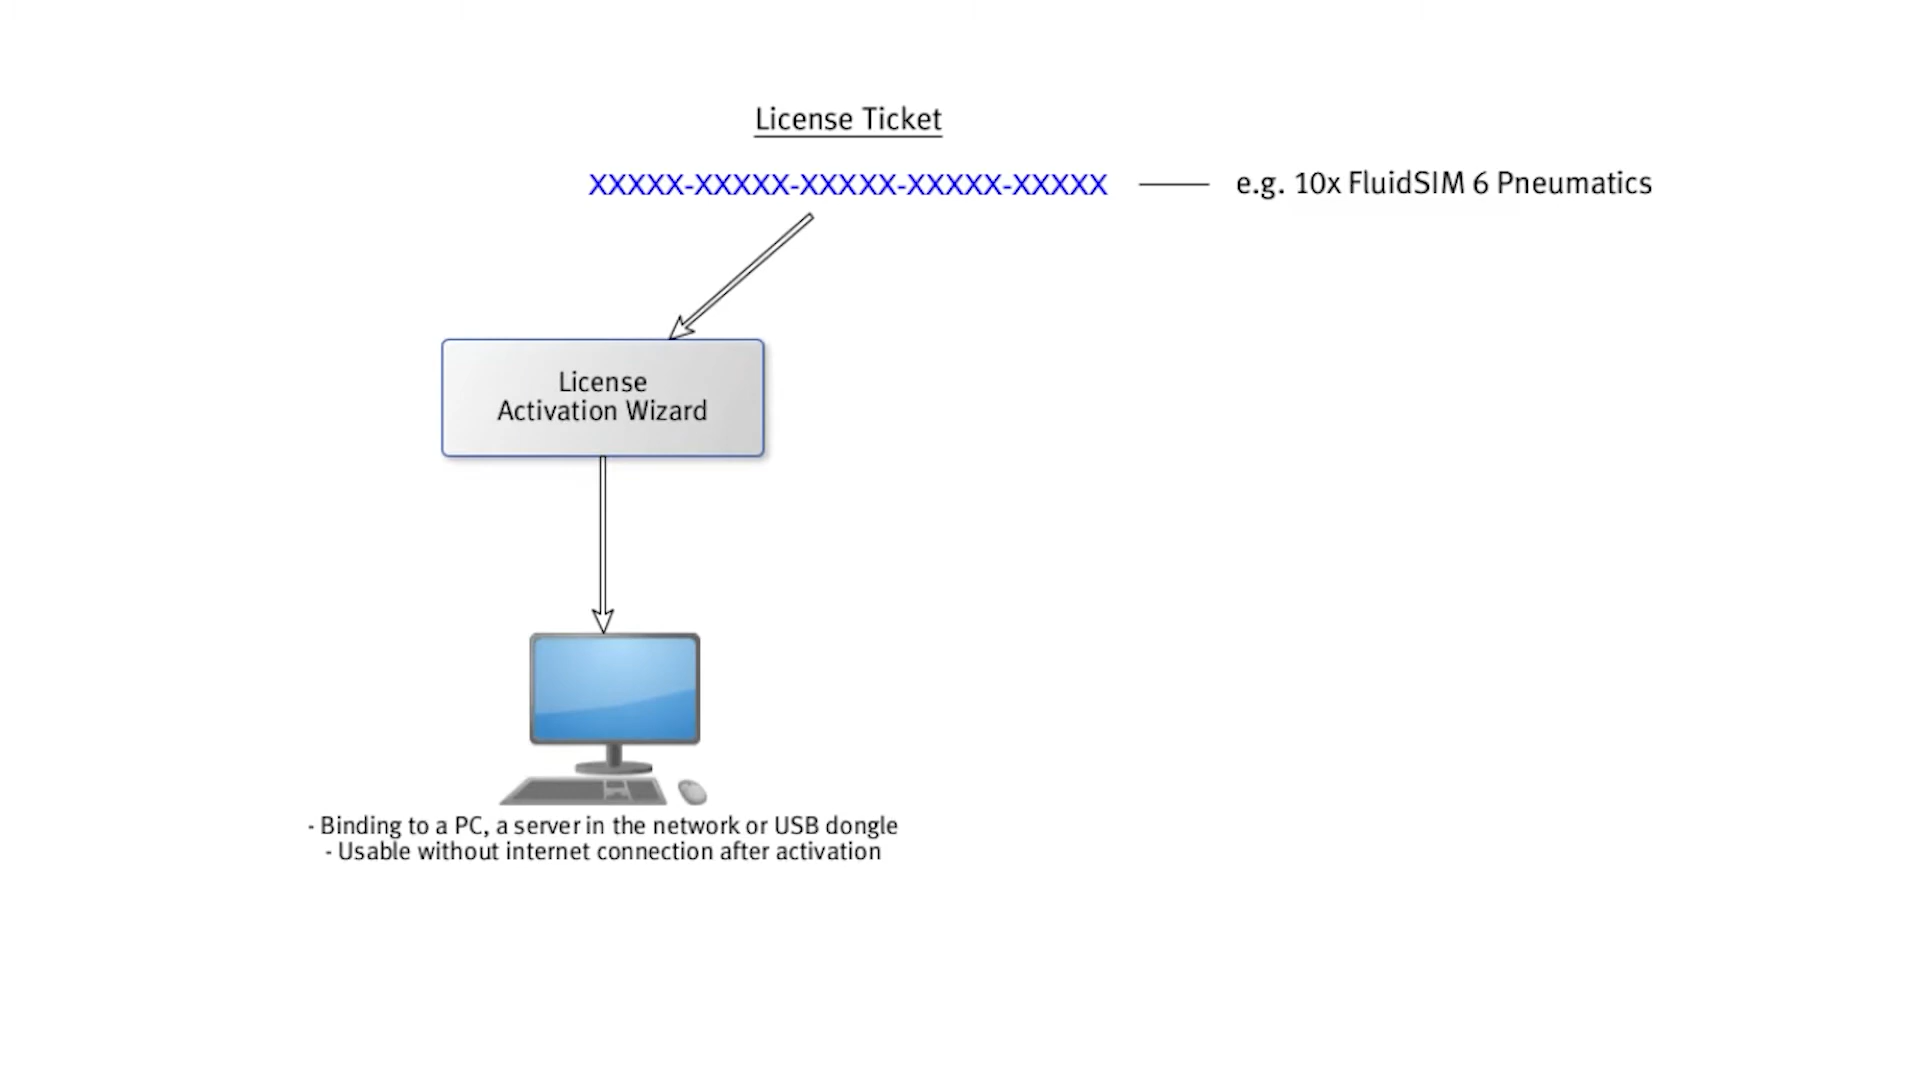 License Ticket
XXXXX-XXXXX-XXXXX-XXXXX-XXXXX
e.g. 10x FluidSIM 6 Pneumatics
License
Activation Wizard
- Binding to a PC, a server in the network or USB dongle
- Usable without internet connection after activation